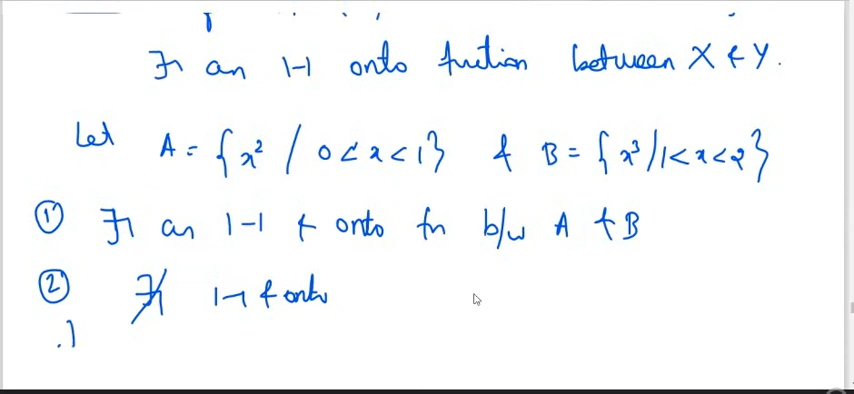 ∃ an 1-1 onto fuction between X & Y.
Let A = { x² / 0 < x < 1 } & B = { x³ / 1 < x < 2 }
① ∃ an 1-1 & onto fn b/w A & B
② ∄ 1-1 & onto